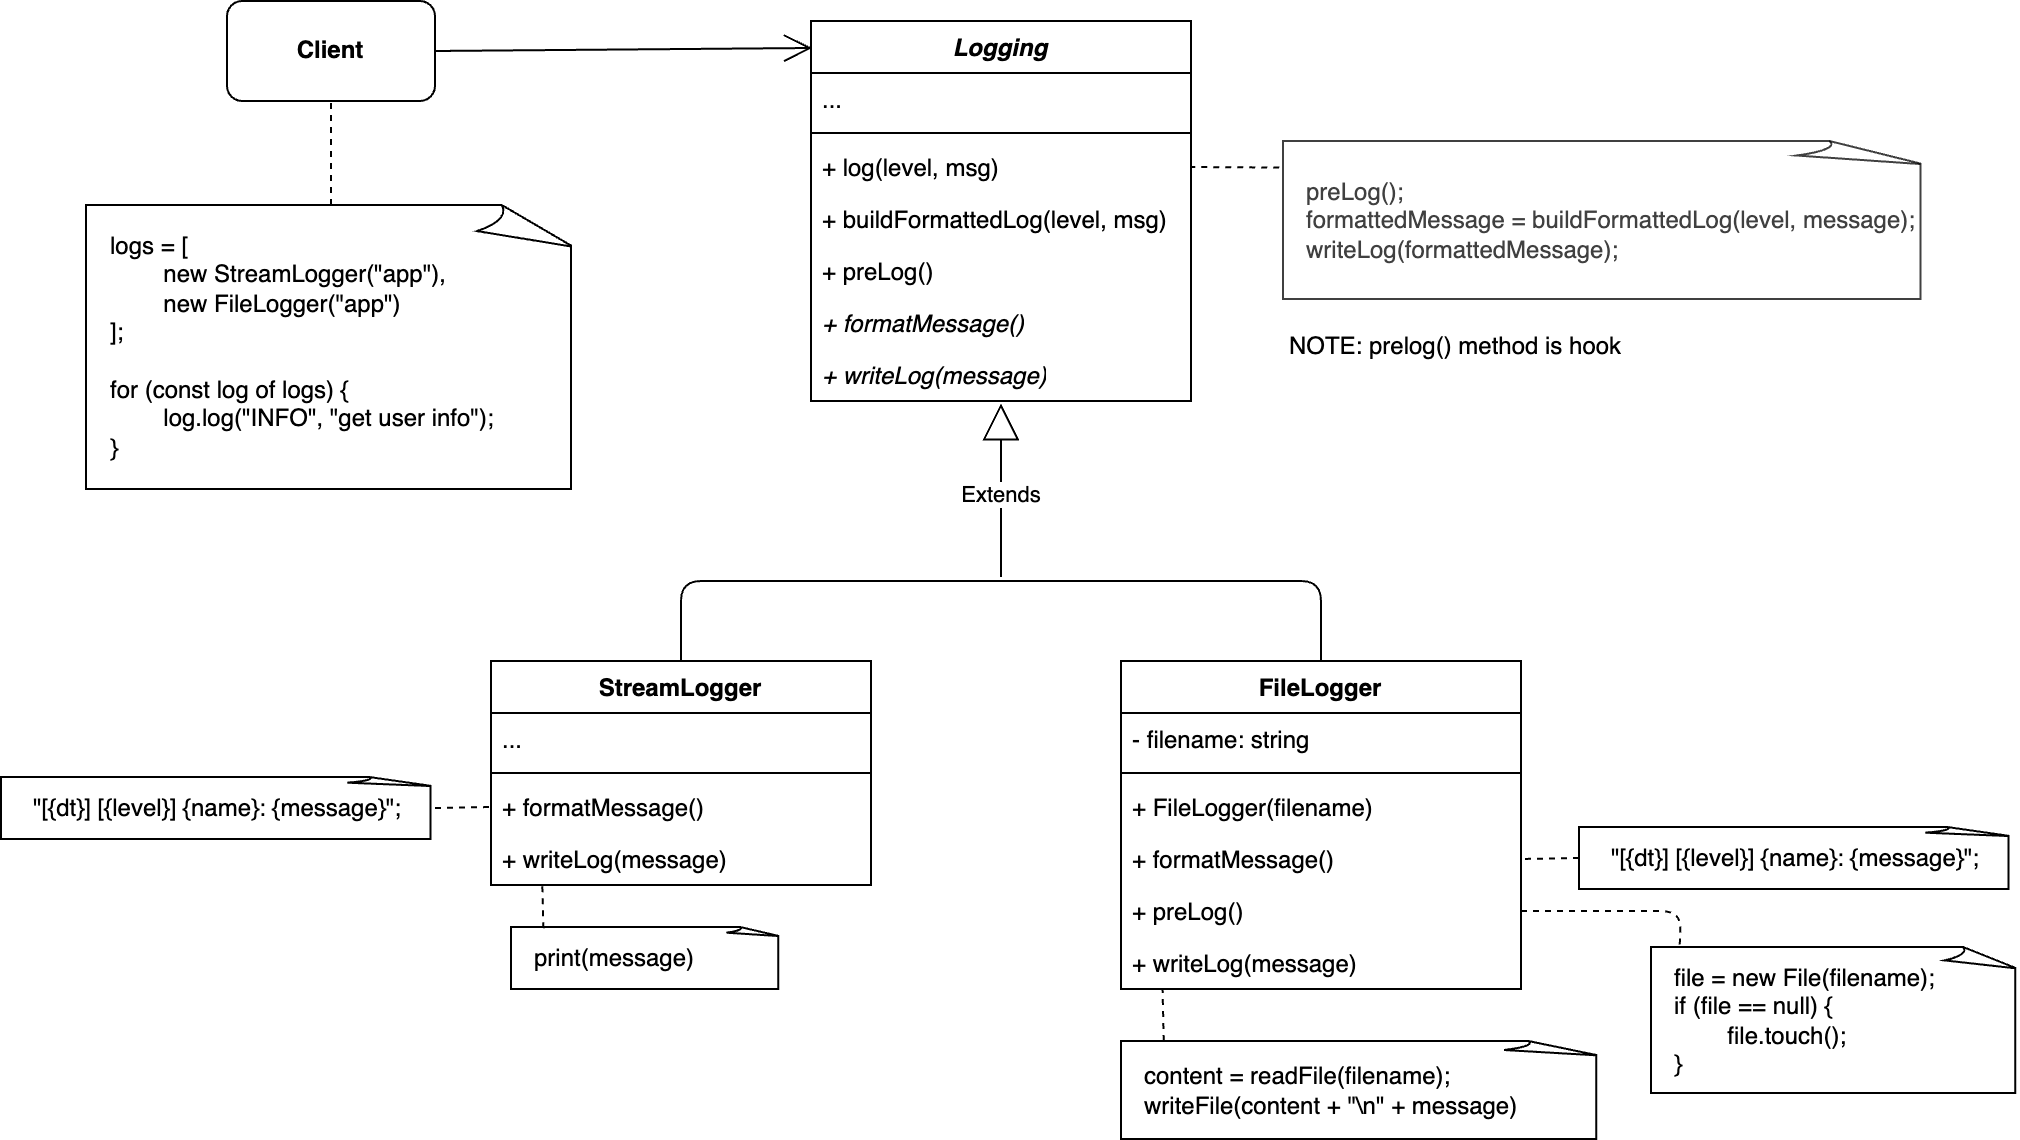 Client
Logging
...
+ log(level, msg)
+ buildFormattedLog(level, msg)
+ preLog()
+ formatMessage()
+ writeLog(message)
preLog();
formattedMessage = buildFormattedLog(level, message);
writeLog(formattedMessage);
NOTE: prelog() method is hook
logs = [
new StreamLogger("app"),
new FileLogger("app")
];
for (const log of logs) {
log.log("INFO", "get user info");
}
Extends
StreamLogger
...
+ formatMessage()
+ writeLog(message)
"[{dt}] [{level}] {name}: {message}";
print(message)
FileLogger
- filename: string
+ FileLogger(filename)
+ formatMessage()
+ preLog()
+ writeLog(message)
"[{dt}] [{level}] {name}: {message}";
file = new File(filename);
if (file == null) {
file.touch();
}
content = readFile(filename);
writeFile(content + "\n" + message)